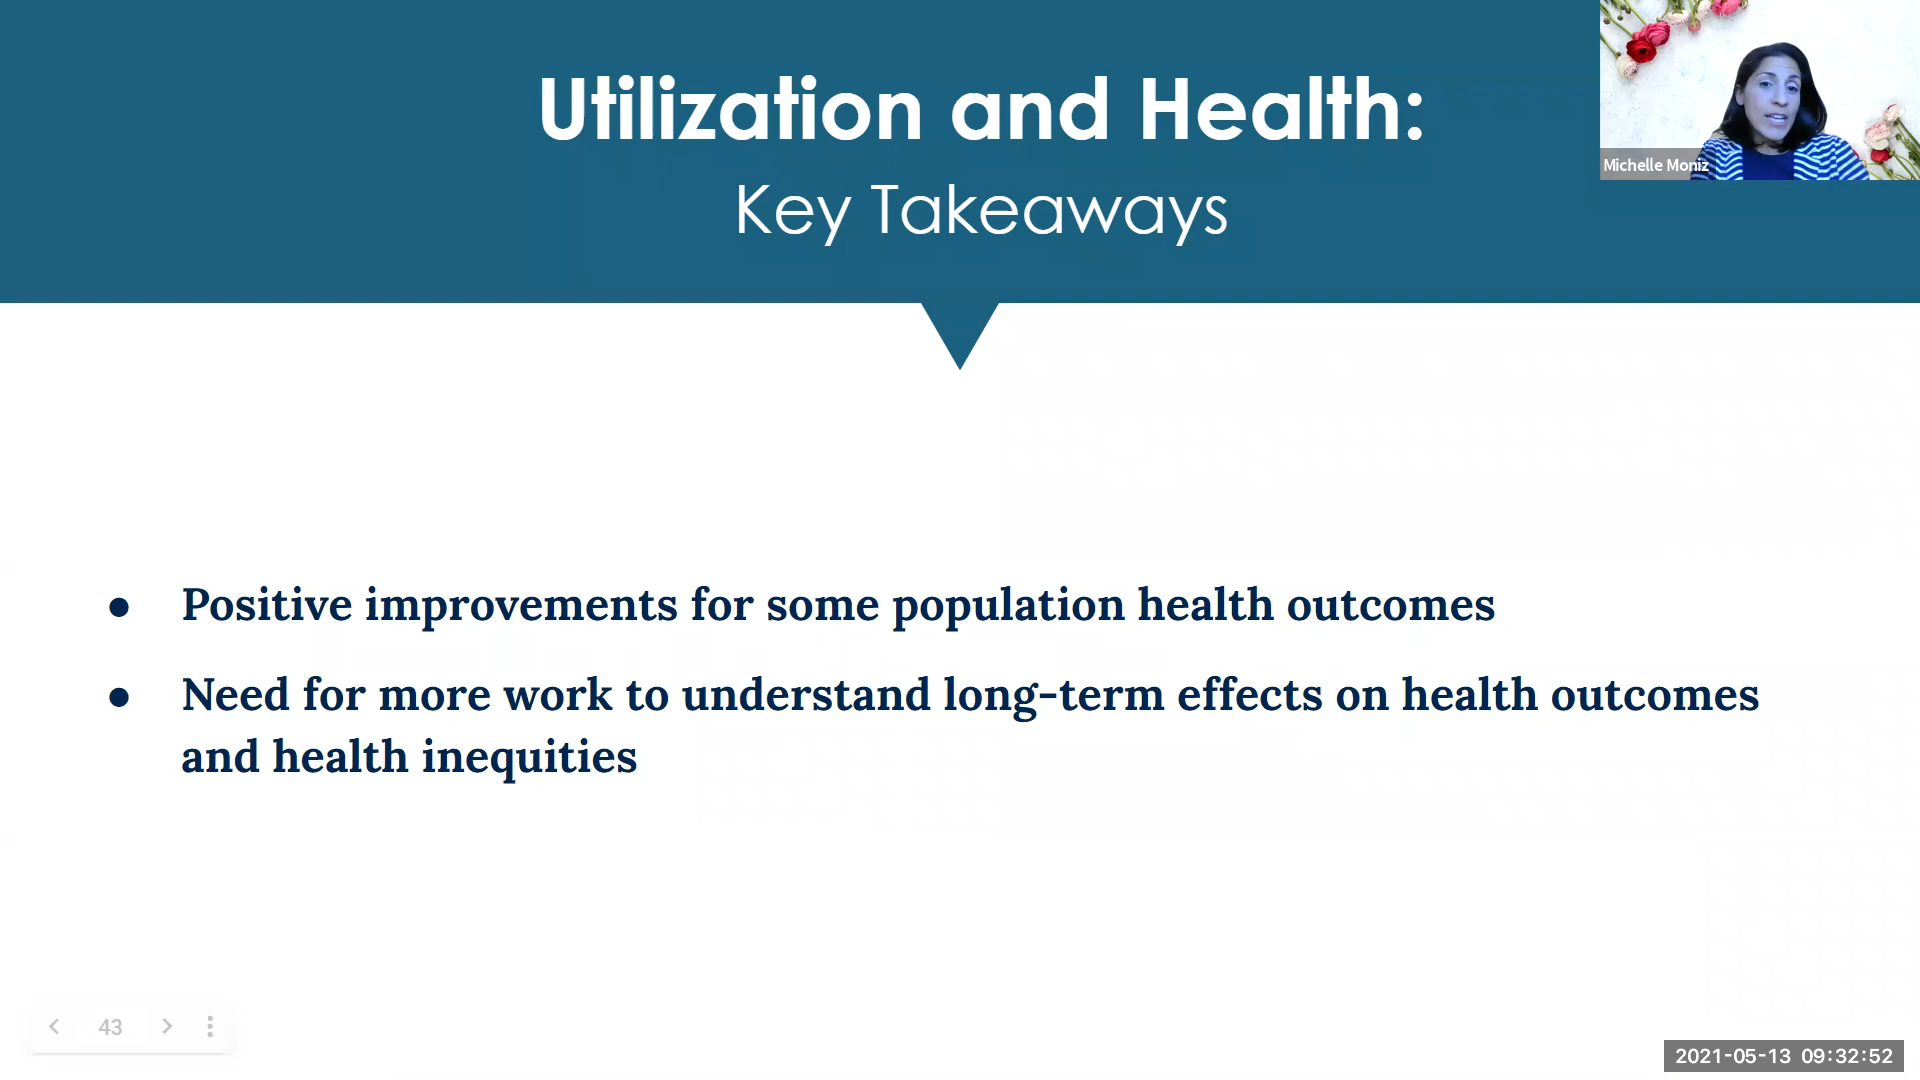 Utilization and Health:
Key Takeaways
Michelle Moniz
● Positive improvements for some population health outcomes
● Need for more work to understand long-term effects on health outcomes
and health inequities
43
2021-05-13 09:32:52